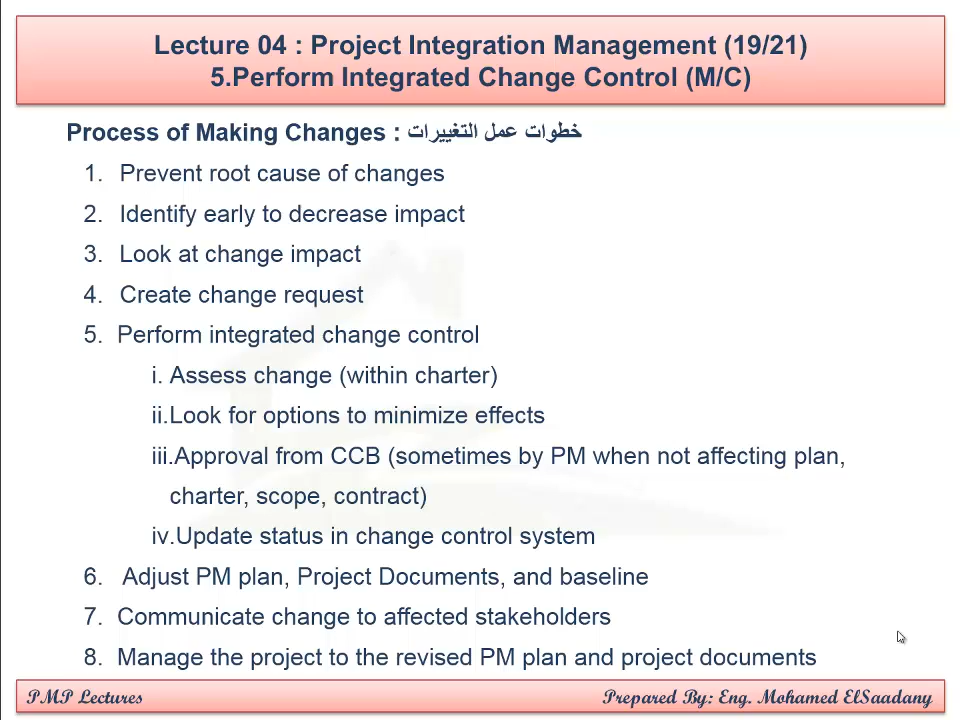 Lecture 04 : Project Integration Management (19/21)
5.Perform Integrated Change Control (M/C)
Process of Making Changes : خطوات عمل التغييرات
1. Prevent root cause of changes
2. Identify early to decrease impact
3. Look at change impact
4. Create change request
5. Perform integrated change control
i. Assess change (within charter)
ii.Look for options to minimize effects
iii.Approval from CCB (sometimes by PM when not affecting plan,
charter, scope, contract)
iv.Update status in change control system
6. Adjust PM plan, Project Documents, and baseline
7. Communicate change to affected stakeholders
8. Manage the project to the revised PM plan and project documents
PMP Lectures
Prepared By: Eng. Mohamed ElSaadany